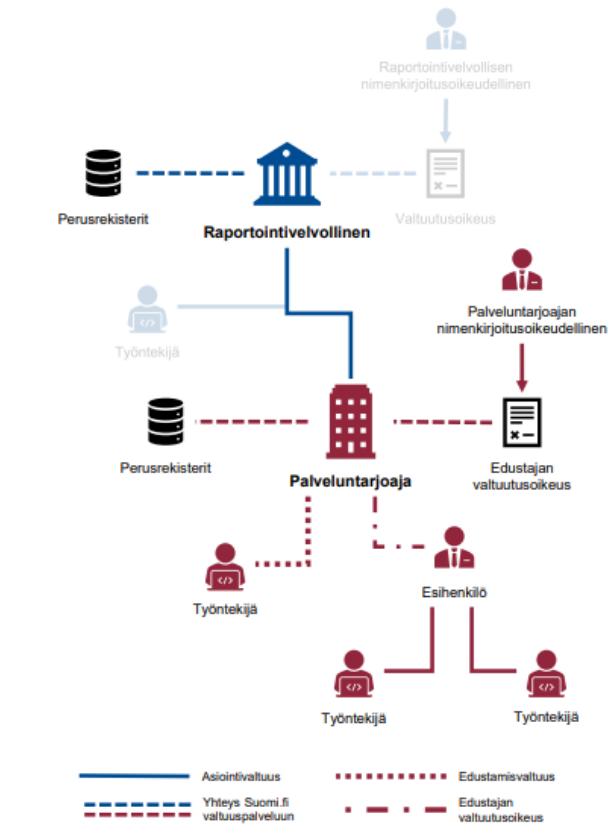 Raportointivelvollisen
nimenkirjoitusoikeudellinen
Perusrekisterit
Raportointivelvollinen
Valtuutusoikeus
Palveluntarjoajan
nimenkirjoitusoikeudellinen
Työntekijä
Perusrekisterit
Palveluntarjoaja
Edustajan
valtuutusoikeus
Työntekijä
Esihenkilö
Työntekijä
Työntekijä
Asiointivaltuus
Edustamisvaltuus
Yhteys Suomi.fi
valtuuspalveluun
Edustajan
valtuutusoikeus